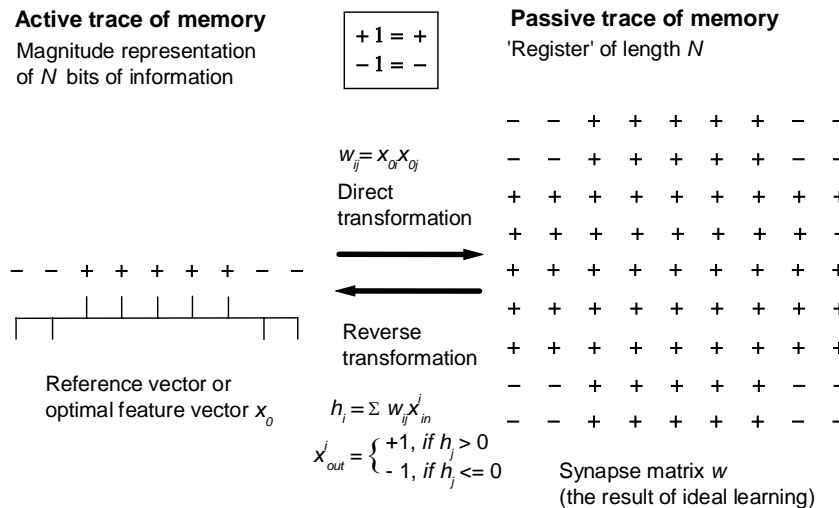 Active trace of memory
Magnitude representation
of N bits of information
+ 1 = +
− 1 = −
Passive trace of memory
'Register' of length N
w_ij = x_0i x_0j
Direct
transformation
− − + + + + + − −
Reverse
transformation
Reference vector or
optimal feature vector x_0
h_i = Σ w_ij x^j_in
x^j_out = { +1, if h_j > 0
- 1, if h_j <= 0
− − + + + + + − −
− − + + + + + − −
+ + + + + + + + +
+ + + + + + + + -
+ + + + + + + + +
+ + + + + + + + +
+ + + + + + + + +
− − + + + + + − −
− − + + + + + − −
Synapse matrix w
(the result of ideal learning)